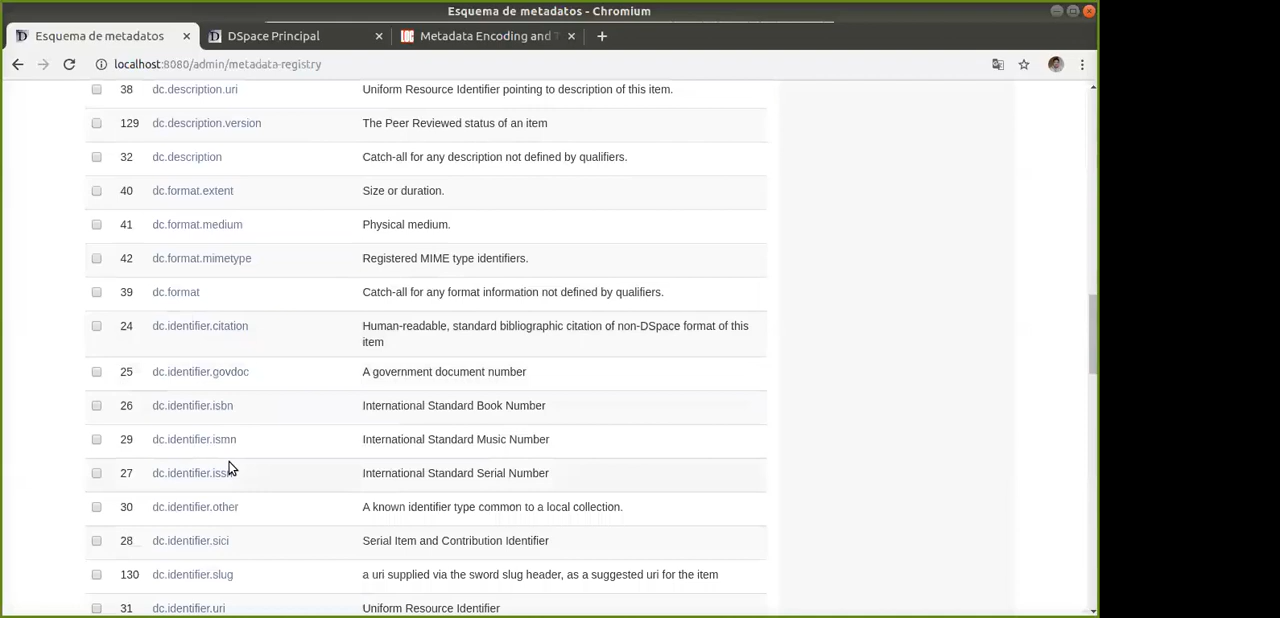 Esquema de metadatos - Chromium
Esquema de metadatos
DSpace Principal
Metadata Encoding and T
localhost:8080/admin/metadata-registry
38 dc.description.uri Uniform Resource Identifier pointing to description of this item.
129 dc.description.version The Peer Reviewed status of an item
32 dc.description Catch-all for any description not defined by qualifiers.
40 dc.format.extent Size or duration.
41 dc.format.medium Physical medium.
42 dc.format.mimetype Registered MIME type identifiers.
39 dc.format Catch-all for any format information not defined by qualifiers.
24 dc.identifier.citation Human-readable, standard bibliographic citation of non-DSpace format of this
item
25 dc.identifier.govdoc A government document number
26 dc.identifier.isbn International Standard Book Number
29 dc.identifier.ismn International Standard Music Number
27 dc.identifier.issn International Standard Serial Number
30 dc.identifier.other A known identifier type common to a local collection.
28 dc.identifier.sici Serial Item and Contribution Identifier
130 dc.identifier.slug a uri supplied via the sword slug header, as a suggested uri for the item
31 dc.identifier.uri Uniform Resource Identifier